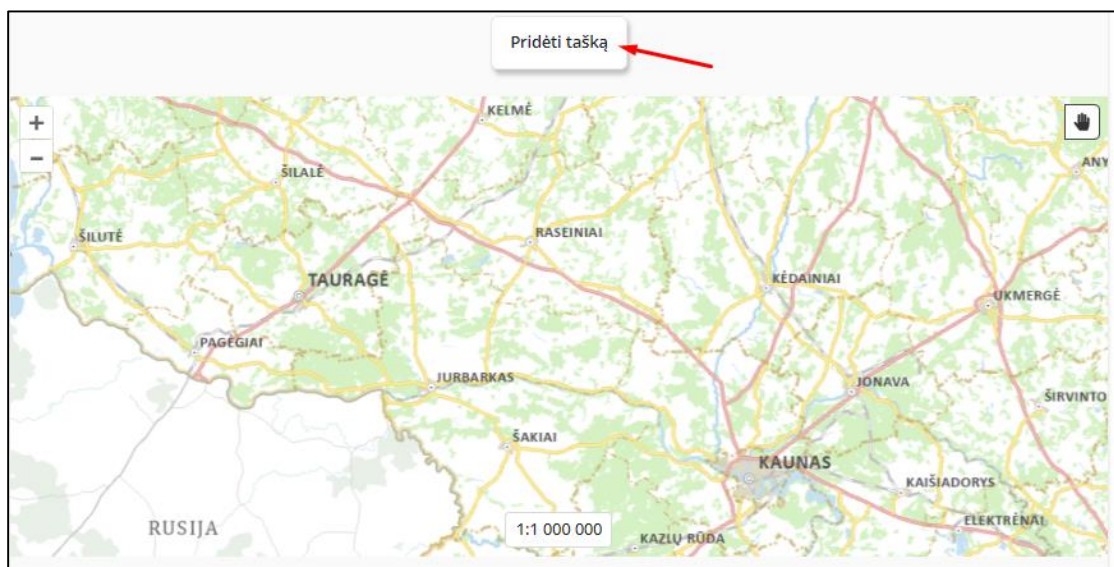 Pridėti tašką
+
−
KELMĖ
ANY
ŠILALĖ
ŠILUTĖ
RASEINIAI
TAURAGĖ
KĖDAINIAI
UKMERGĖ
PAGĖGIAI
JURBARKAS
JONAVA
ŠIRVINTO
ŠAKIAI
KAUNAS
KAIŠIADORYS
RUSIJA
1:1 000 000
ELEKTRĖNAI
KAZLŲ RŪDA